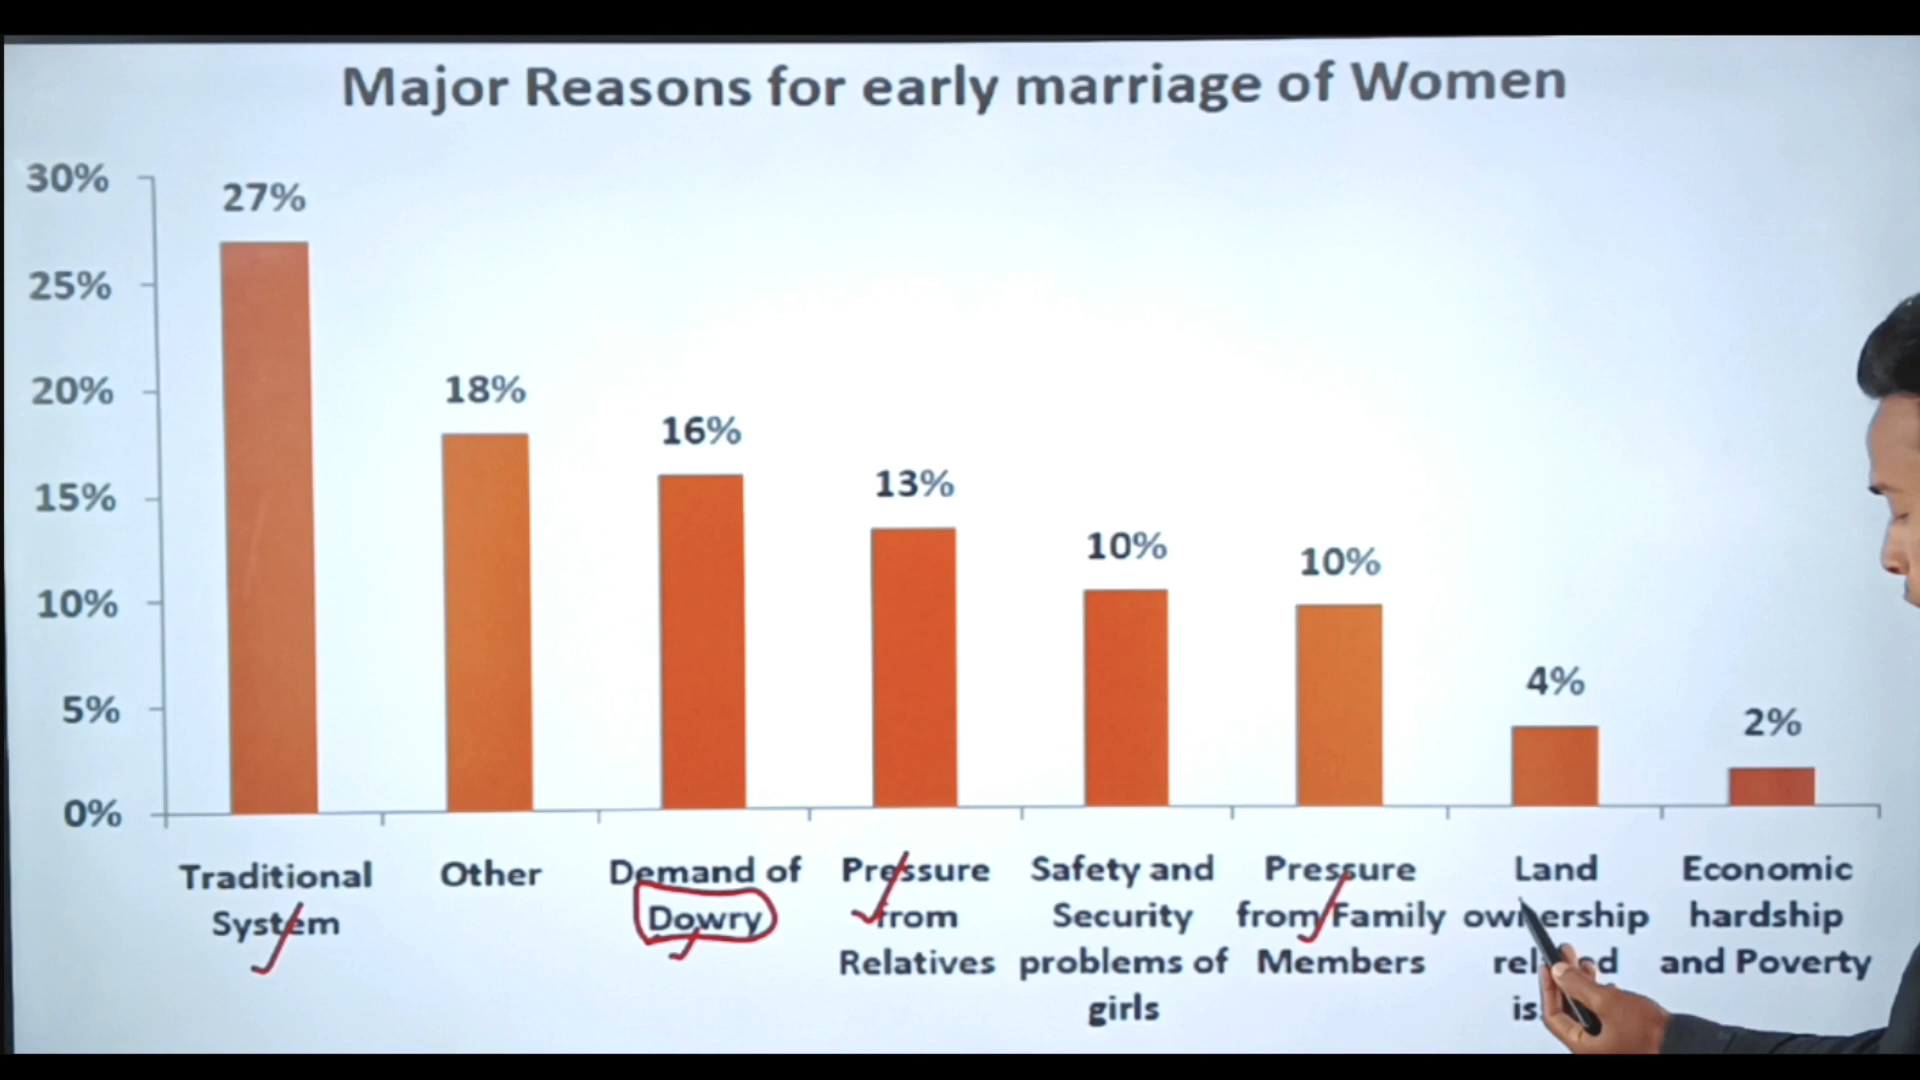 Major Reasons for early marriage of Women
30%
25%
20%
15%
10%
5%
0%
27%
18%
16%
13%
10%
10%
4%
2%
Traditional
System
Other
Demand of
Dowry
Pressure
from
Relatives
Safety and
Security
problems of
girls
Pressure
from Family
Members
Land
ownership
Economic
hardship
and Poverty